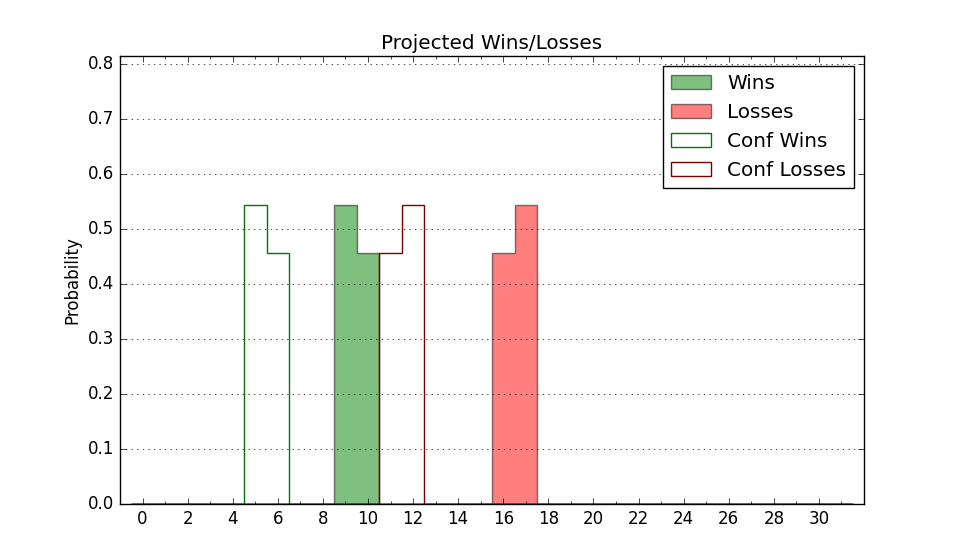 Projected Wins/Losses
0.8
0.7
0.6
0.5
0.4
0.3
0.2
0.1
0.0
Probability
Wins
Losses
Conf Wins
Conf Losses
0 2 4 6 8 10 12 14 16 18 20 22 24 26 28 30